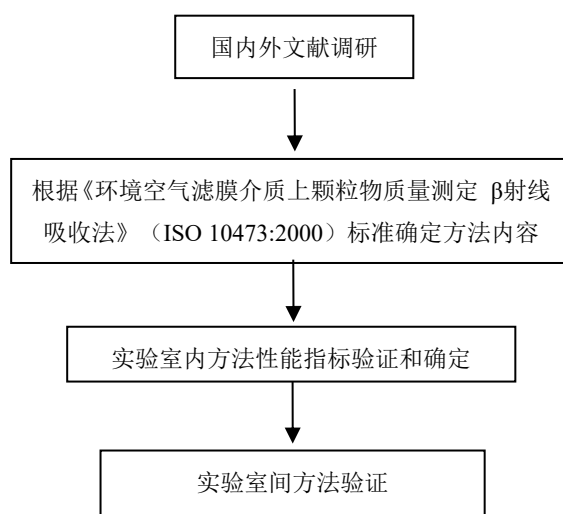 国内外文献调研
根据《环境空气滤膜介质上颗粒物质量测定 β射线
吸收法》（ISO 10473:2000）标准确定方法内容
实验室内方法性能指标验证和确定
实验室间方法验证